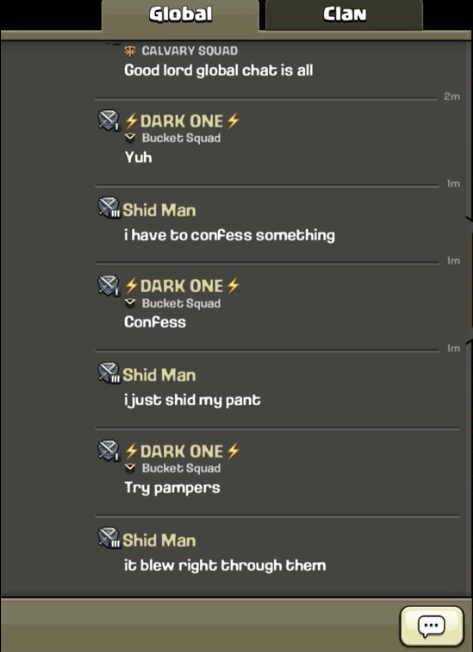 Global
Clan
CALVARY SQUAD
Good lord global chat is all
2m
⚡DARK ONE⚡
Bucket Squad
Yuh
1m
Shid Man
i have to confess something
1m
⚡DARK ONE⚡
Bucket Squad
Confess
1m
Shid Man
i just shid my pant
⚡DARK ONE⚡
Bucket Squad
Try pampers
Shid Man
it blew right through them